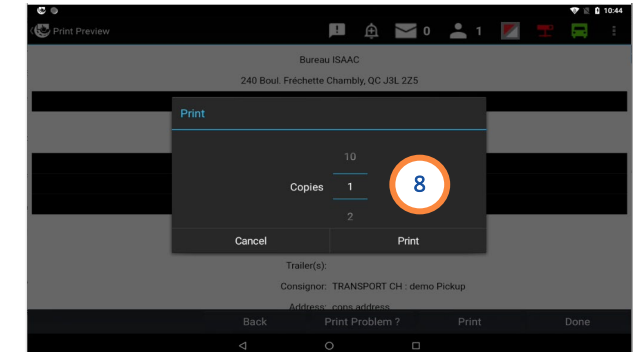 10:44
Print Preview
0
1
Bureau ISAAC
240 Boul. Fréchette Chambly, QC J3L 2Z5
Print
10
Copies 1
8
2
Cancel Print
Trailer(s):
Consignor: TRANSPORT CH : demo Pickup
Address: cons address
Back Print Problem ? Print Done